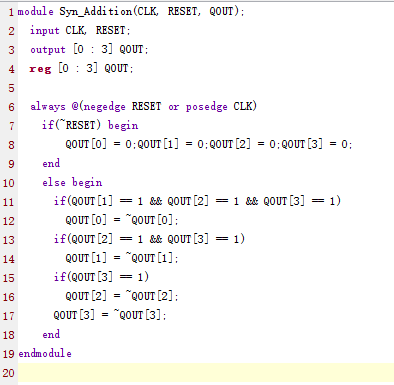 1 module Syn_Addition(CLK, RESET, QOUT);
2 input CLK, RESET;
3 output [0 : 3] QOUT;
4 reg [0 : 3] QOUT;
5
6 always @(negedge RESET or posedge CLK)
7 if(~RESET) begin
8 QOUT[0] = 0;QOUT[1] = 0;QOUT[2] = 0;QOUT[3] = 0;
9 end
10 else begin
11 if(QOUT[1] == 1 && QOUT[2] == 1 && QOUT[3] == 1)
12 QOUT[0] = ~QOUT[0];
13 if(QOUT[2] == 1 && QOUT[3] == 1)
14 QOUT[1] = ~QOUT[1];
15 if(QOUT[3] == 1)
16 QOUT[2] = ~QOUT[2];
17 QOUT[3] = ~QOUT[3];
18 end
19 endmodule
20